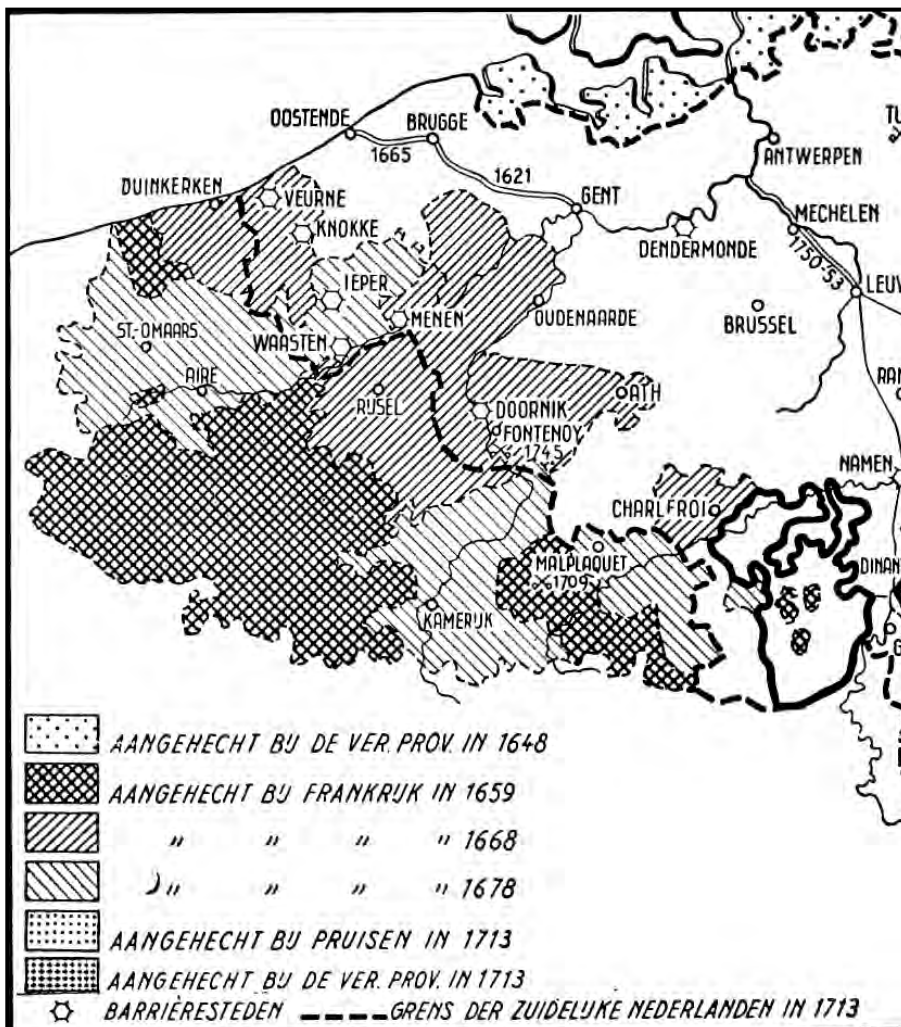 OOSTENDE
BRUGGE
1665
1621
ANTWERPEN
DUINKERKEN
VEURNE
GENT
KNOKKE
MECHELEN
DENDERMONDE
1750-53
IEPER
MENEN
OUDENAARDE
BRUSSEL
ST-OMAARS
WAASTEN
AIRE
RIJSEL
DOORNIK
ATH
FONTENOY
1745
NAMEN
CHARLEROI
MALPLAQUET
1709
DINAN
KAMERIJK
AANGEHECHT BIJ DE VER. PROV. IN 1648
AANGEHECHT BIJ FRANKRIJK IN 1659
" " " " 1668
" " " " 1678
AANGEHECHT BIJ PRUISEN IN 1713
AANGEHECHT BIJ DE VER. PROV. IN 1713
BARRIÈRESTEDEN GRENS DER ZUIDELIJKE NEDERLANDEN IN 1713